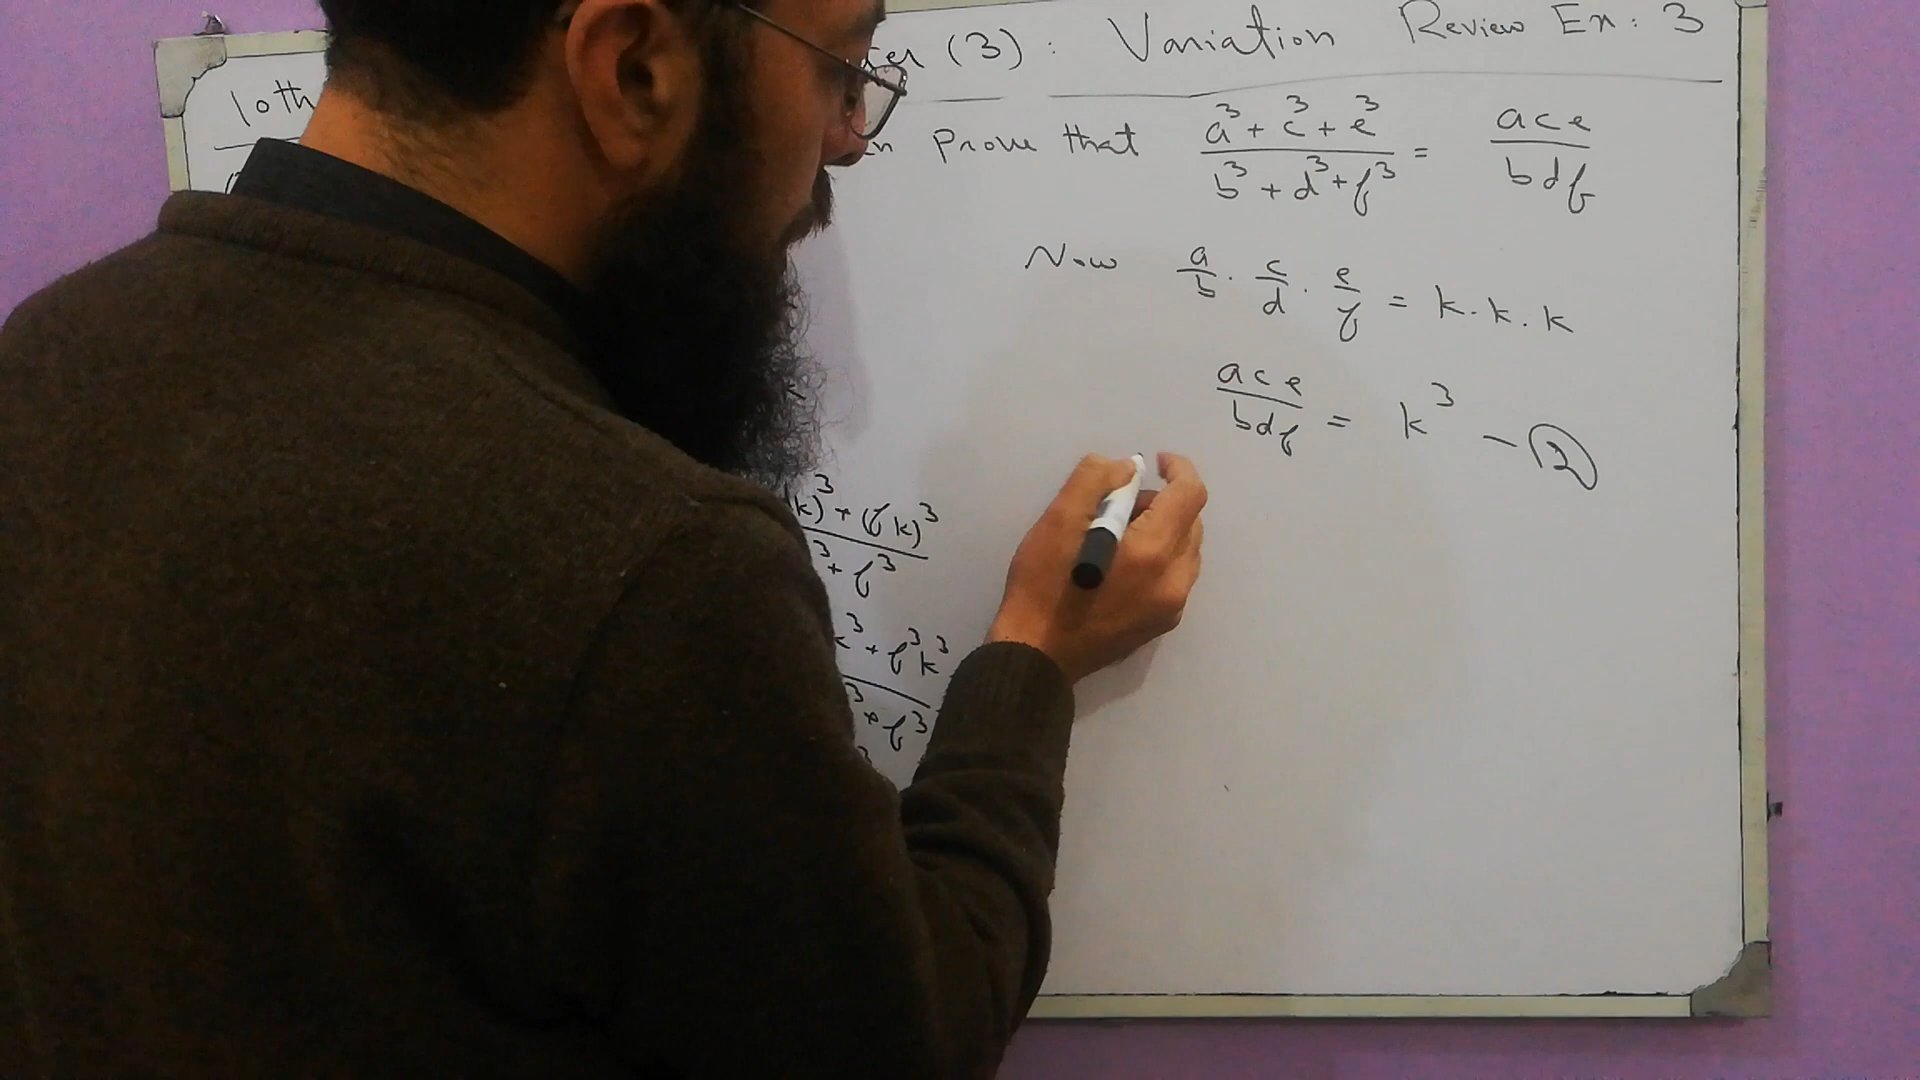 ter (3) : Variation Review Ex : 3
10th
Prove that a³ + c³ + e³ / b³ + d³ + f³ = ace / bdf
Now a/b . c/d . e/f = k . k . k
ace / bdf = k³ — ②
k)³ + (fk)³
³ + f³
k³ + f³k³
³ + f³